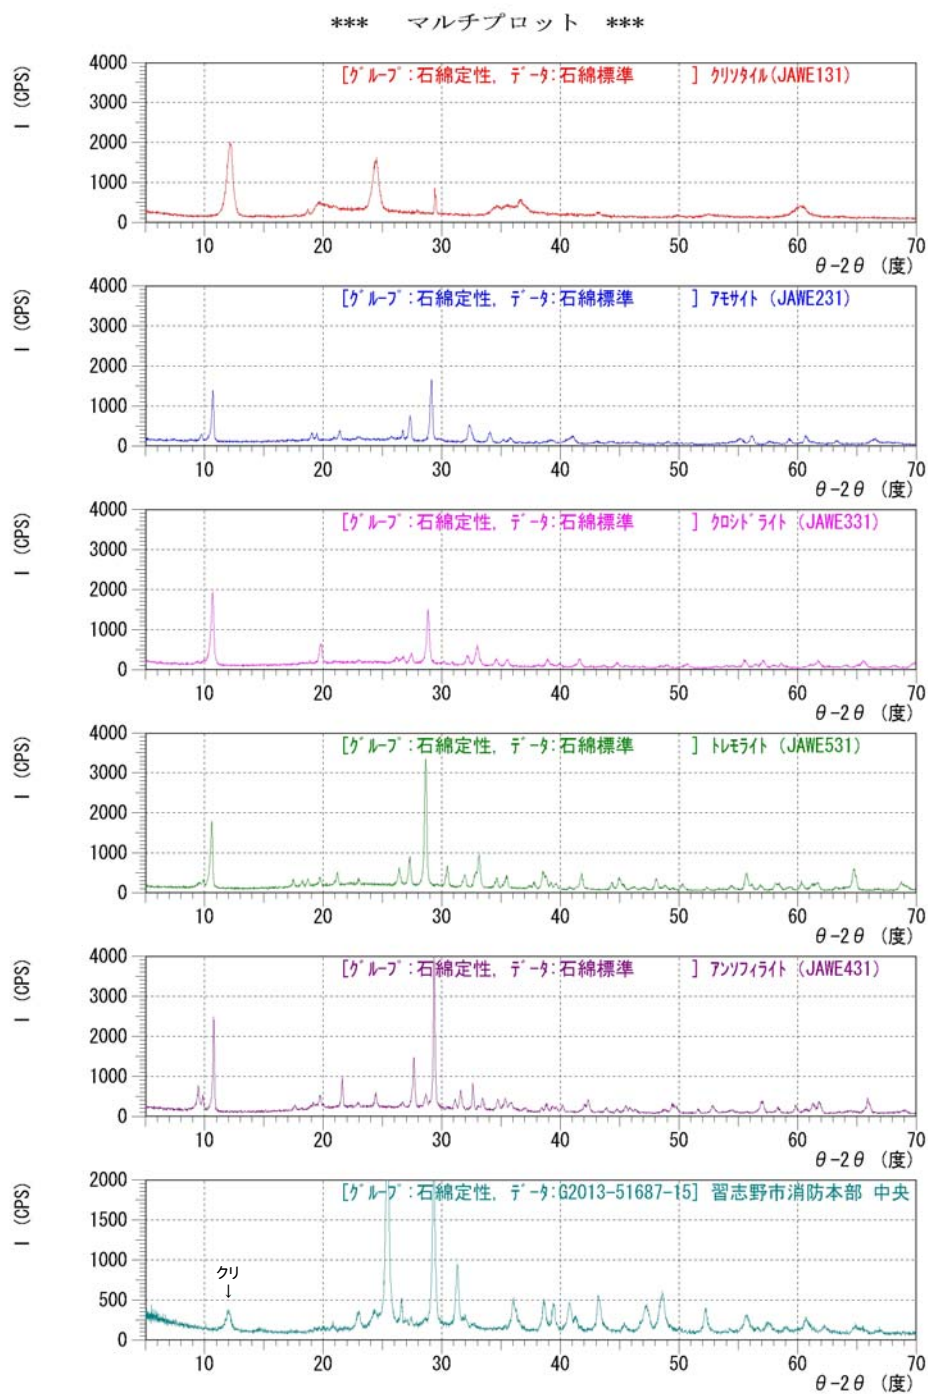 *** マルチプロット ***
I (CPS)
4000
3000
2000
1000
0
[グループ:石綿定性, データ:石綿標準 ] クリソタイル(JAWE131)
10 20 30 40 50 60 70
θ-2θ (度)
I (CPS)
4000
3000
2000
1000
0
[グループ:石綿定性, データ:石綿標準 ] アモサイト (JAWE231)
10 20 30 40 50 60 70
θ-2θ (度)
I (CPS)
4000
3000
2000
1000
0
[グループ:石綿定性, データ:石綿標準 ] クロシドライト (JAWE331)
10 20 30 40 50 60 70
θ-2θ (度)
I (CPS)
4000
3000
2000
1000
0
[グループ:石綿定性, データ:石綿標準 ] トレモライト (JAWE531)
10 20 30 40 50 60 70
θ-2θ (度)
I (CPS)
4000
3000
2000
1000
0
[グループ:石綿定性, データ:石綿標準 ] アンソフィライト (JAWE431)
10 20 30 40 50 60 70
θ-2θ (度)
I (CPS)
2000
1500
1000
500
0
[グループ:石綿定性, データ:G2013-51687-15] 習志野市消防本部 中央
クリ
↓
10 20 30 40 50 60 70
θ-2θ (度)